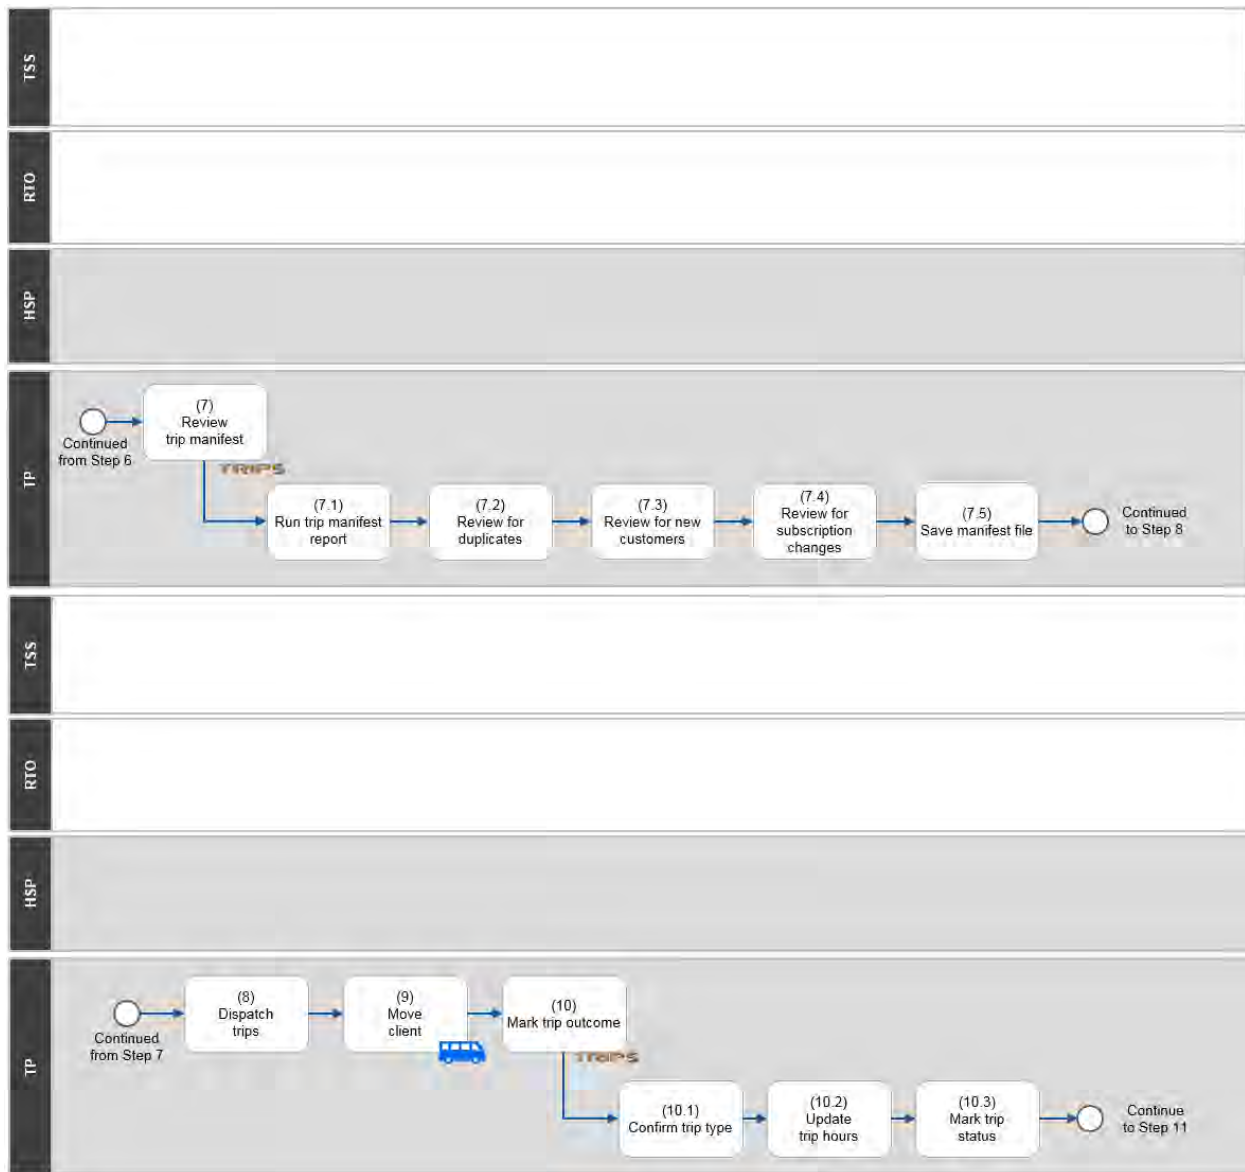 TSS
RTO
HSP
TP
Continued
from Step 6
(7)
Review
trip manifest
TRIPS
(7.1)
Run trip manifest
report
(7.2)
Review for
duplicates
(7.3)
Review for new
customers
(7.4)
Review for
subscription
changes
(7.5)
Save manifest file
Continued
to Step 8
TSS
RTO
HSP
TP
Continued
from Step 7
(8)
Dispatch
trips
(9)
Move
client
(10)
Mark trip outcome
TRIPS
(10.1)
Confirm trip type
(10.2)
Update
trip hours
(10.3)
Mark trip
status
Continue
to Step 11